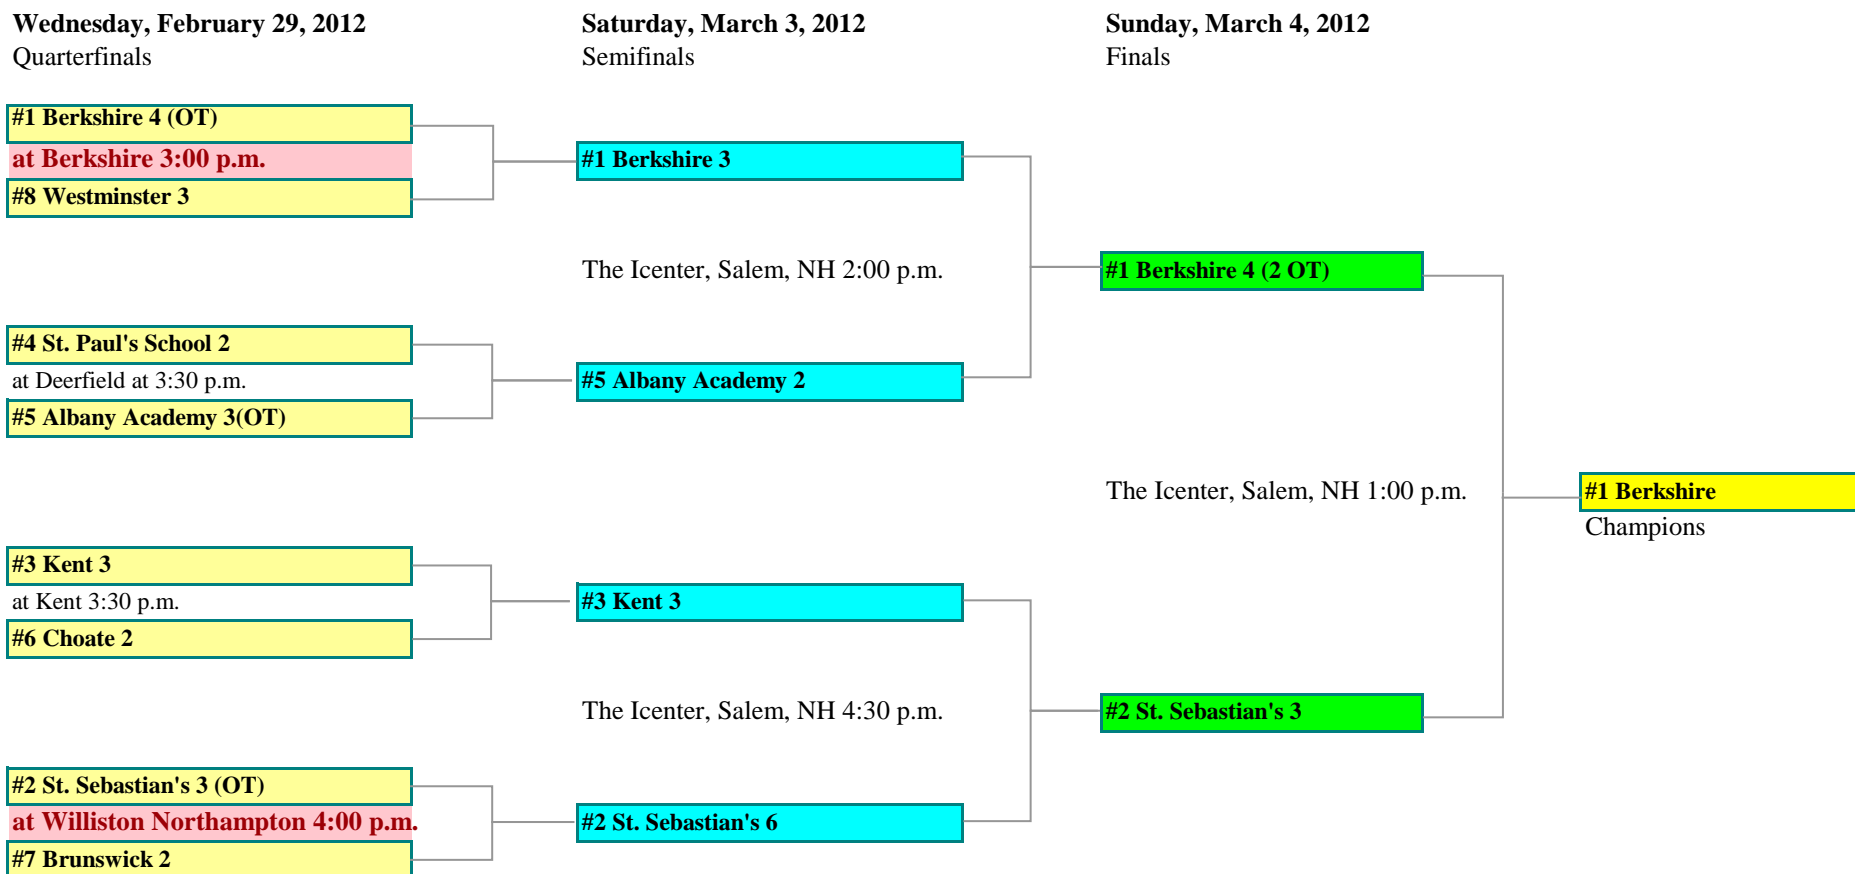 Wednesday, February 29, 2012
Quarterfinals
Saturday, March 3, 2012
Semifinals
Sunday, March 4, 2012
Finals
#1 Berkshire 4 (OT)
at Berkshire 3:00 p.m.
#8 Westminster 3
#1 Berkshire 3
The Icenter, Salem, NH 2:00 p.m.
#1 Berkshire 4 (2 OT)
#4 St. Paul's School 2
at Deerfield at 3:30 p.m.
#5 Albany Academy 3(OT)
#5 Albany Academy 2
The Icenter, Salem, NH 1:00 p.m.
#1 Berkshire
Champions
#3 Kent 3
at Kent 3:30 p.m.
#6 Choate 2
#3 Kent 3
The Icenter, Salem, NH 4:30 p.m.
#2 St. Sebastian's 3
#2 St. Sebastian's 3 (OT)
at Williston Northampton 4:00 p.m.
#7 Brunswick 2
#2 St. Sebastian's 6